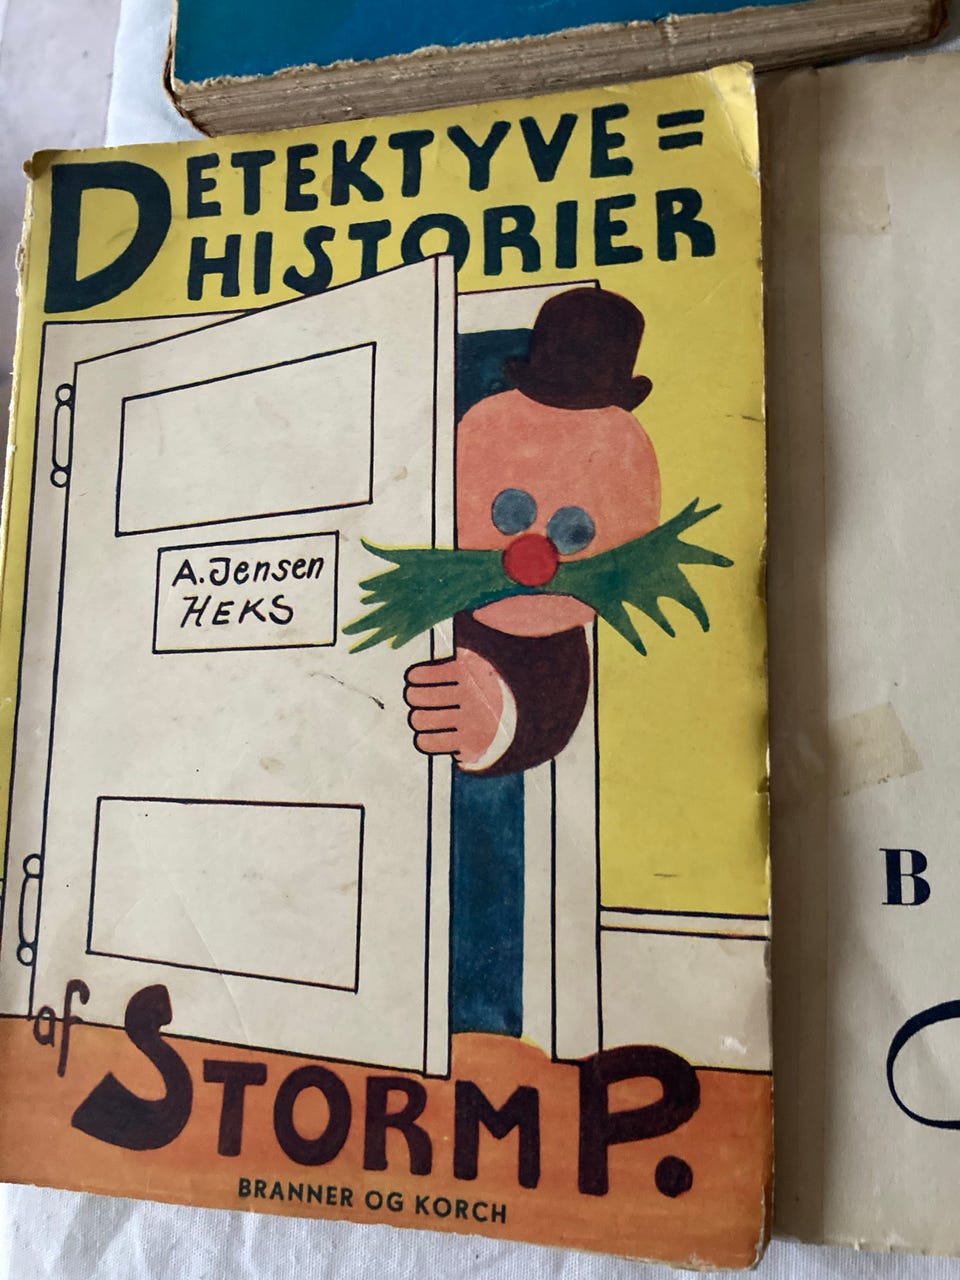 DETEKTYVE=
HISTORIER
A. Jensen
HEKS
af STORM P.
BRANNER OG KORCH
B